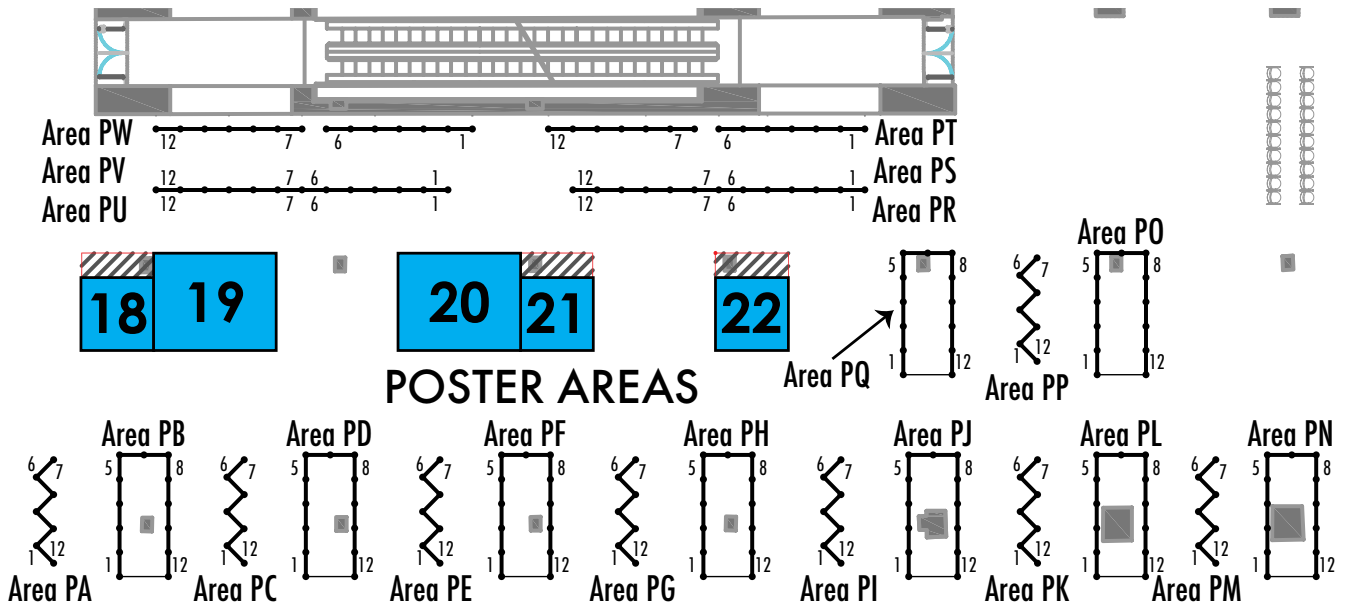 Area PW 12 7 6 1 12 7 6 1 Area PT
Area PV 12 7 6 1 12 7 6 1 Area PS
Area PU 12 7 6 1 12 7 6 1 Area PR
Area PO
5 8 6 7 5 8
18 19 20 21 22
1 12 1 12 1 12
Area PQ
Area PP
POSTER AREAS
Area PB Area PD Area PF Area PH Area PJ Area PL Area PN
6 7 5 8 6 7 5 8 6 7 5 8 6 7 5 8 6 7 5 8 6 7 5 8 6 7 5 8
1 12 1 12 1 12 1 12 1 12 1 12 1 12 1 12 1 12 1 12 1 12 1 12 1 12 1 12
Area PA Area PC Area PE Area PG Area PI Area PK Area PM